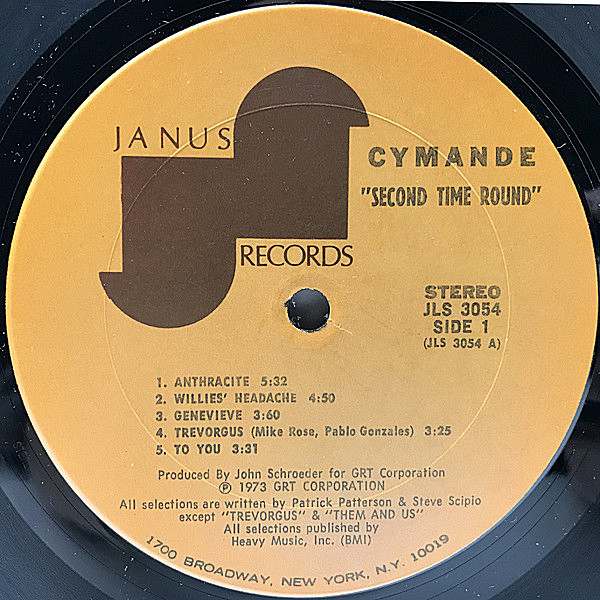 JANUS
RECORDS
CYMANDE
"SECOND TIME ROUND"
STEREO
JLS 3054
SIDE 1
(JLS 3054 A)
1. ANTHRACITE 5:32
2. WILLIES' HEADACHE 4:50
3. GENEVIEVE 3:60
4. TREVORGUS (Mike Rose, Pablo Gonzales) 3:25
5. TO YOU 3:31
Produced By John Schroeder for GRT Corporation
℗ 1973 GRT CORPORATION
All selections are written by Patrick Patterson & Steve Scipio
except "TREVORGUS" & "THEM AND US"
All selections published by
Heavy Music, Inc. (BMI)
1700 BROADWAY, NEW YORK, N.Y. 10019